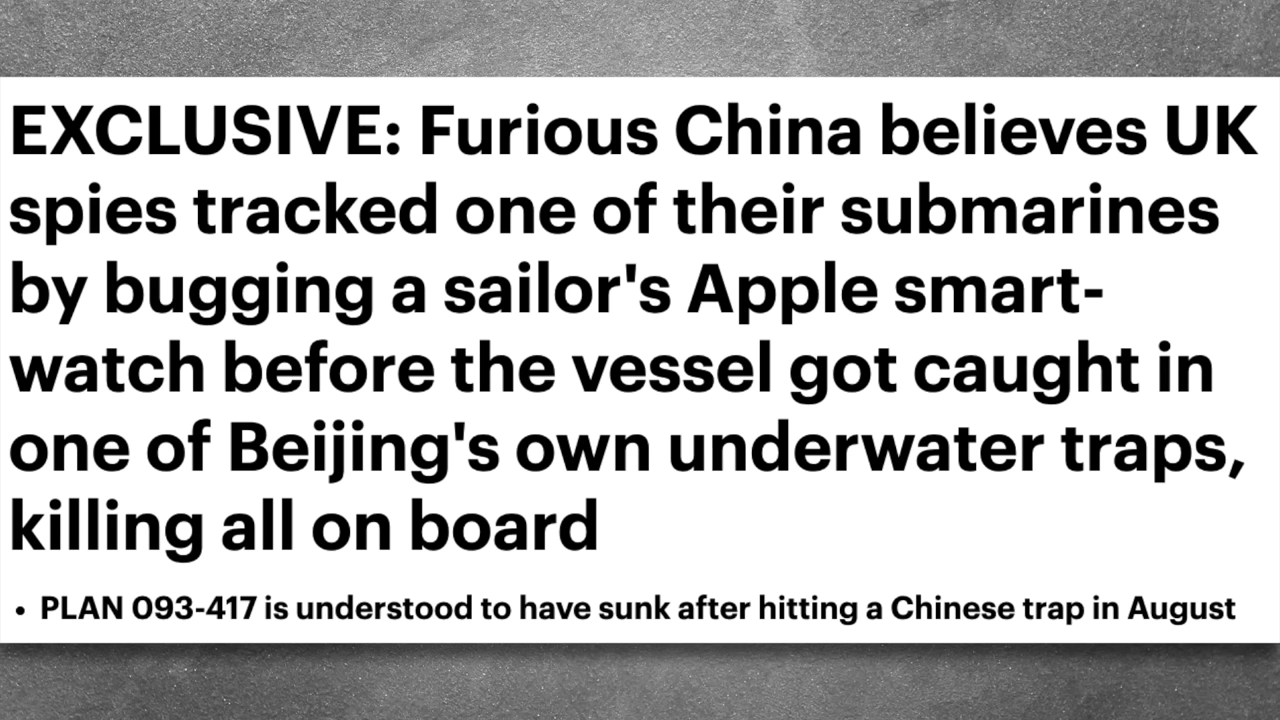 EXCLUSIVE: Furious China believes UK
spies tracked one of their submarines
by bugging a sailor's Apple smart-
watch before the vessel got caught in
one of Beijing's own underwater traps,
killing all on board
• PLAN 093-417 is understood to have sunk after hitting a Chinese trap in August